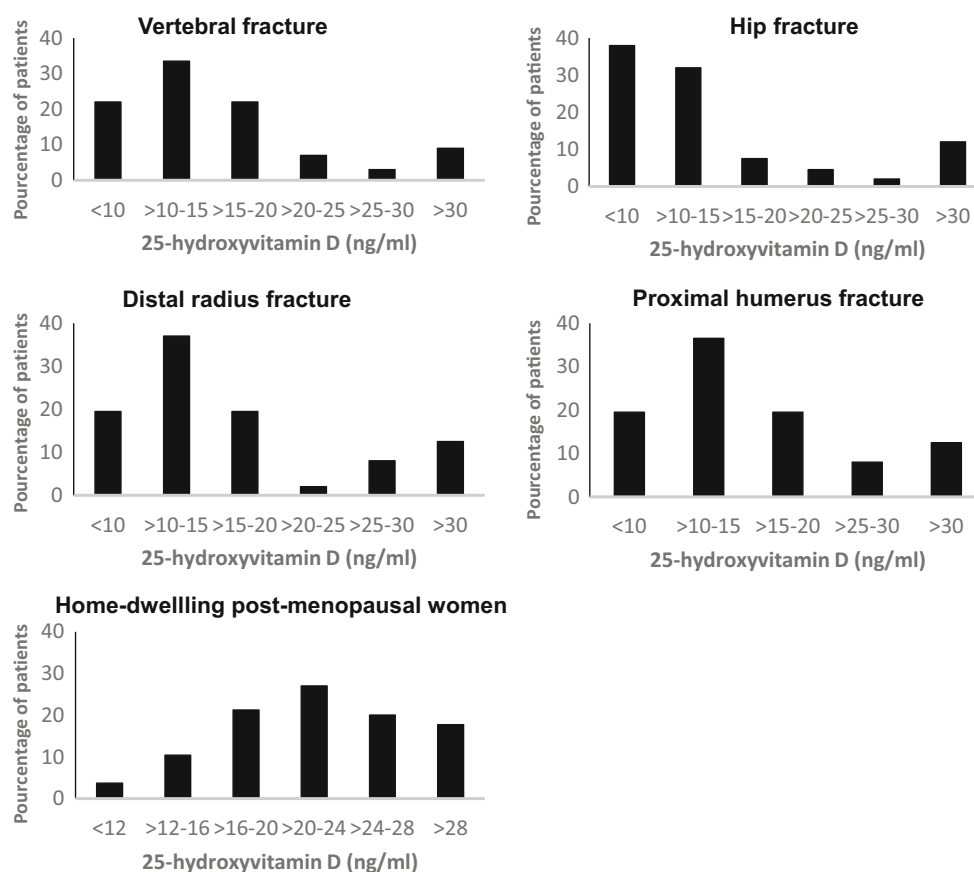 Vertebral fracture
Pourcentage of patients
40
30
20
10
0
<10 >10-15 >15-20 >20-25 >25-30 >30
25-hydroxyvitamin D (ng/ml)
Hip fracture
Pourcentage of patients
40
30
20
10
0
<10 >10-15 >15-20 >20-25 >25-30 >30
25-hydroxyvitamin D (ng/ml)
Distal radius fracture
Pourcentage of patients
40
30
20
10
0
<10 >10-15 >15-20 >20-25 >25-30 >30
25-hydroxyvitamin D (ng/ml)
Proximal humerus fracture
Pourcentage of patients
40
30
20
10
0
<10 >10-15 >15-20 >25-30 >30
25-hydroxyvitamin D (ng/ml)
Home-dwellling post-menopausal women
Pourcentage of patients
40
30
20
10
0
<12 >12-16 >16-20 >20-24 >24-28 >28
25-hydroxyvitamin D (ng/ml)